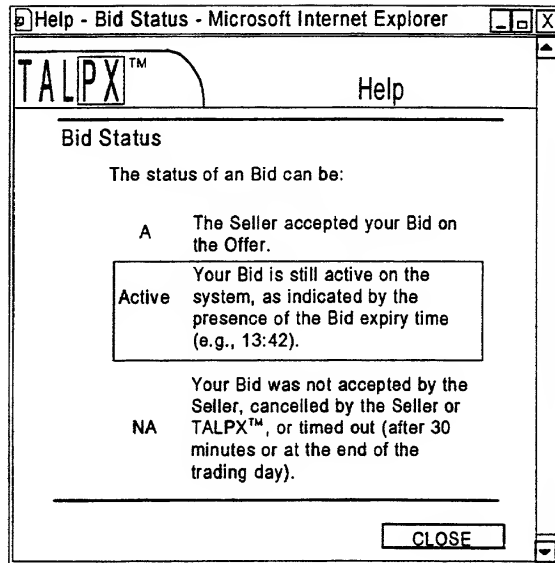 Help - Bid Status - Microsoft Internet Explorer
TALPX™
Help
Bid Status
The status of an Bid can be:
A
The Seller accepted your Bid on
the Offer.
Active
Your Bid is still active on the
system, as indicated by the
presence of the Bid expiry time
(e.g., 13:42).
NA
Your Bid was not accepted by the
Seller, cancelled by the Seller or
TALPX™, or timed out (after 30
minutes or at the end of the
trading day).
CLOSE